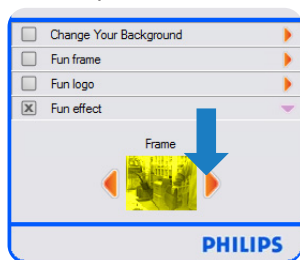 Change Your Background
Fun frame
Fun logo
Fun effect
Frame
PHILIPS